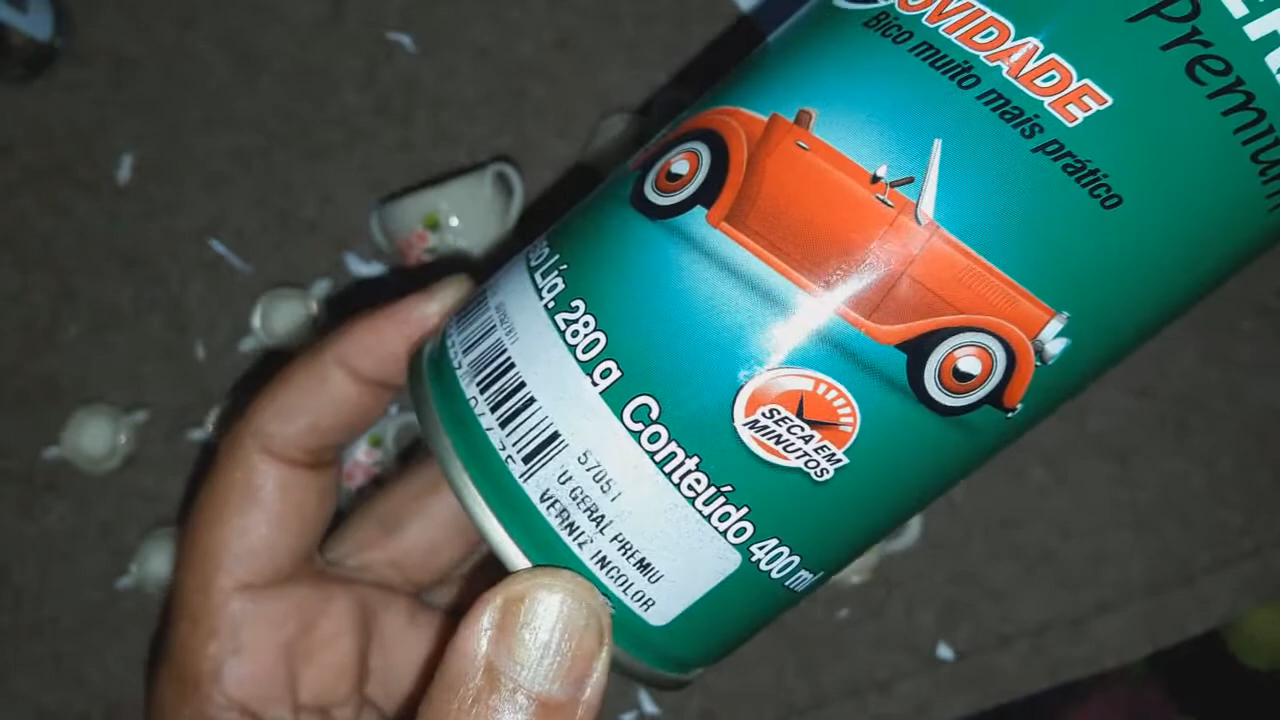 Premium
NOVIDADE
Bico muito mais prático
SECA EM
MINUTOS
Líq. 280 g Conteúdo 400 ml
57051
U GERAL PREMIU
VERNIZ INCOLOR